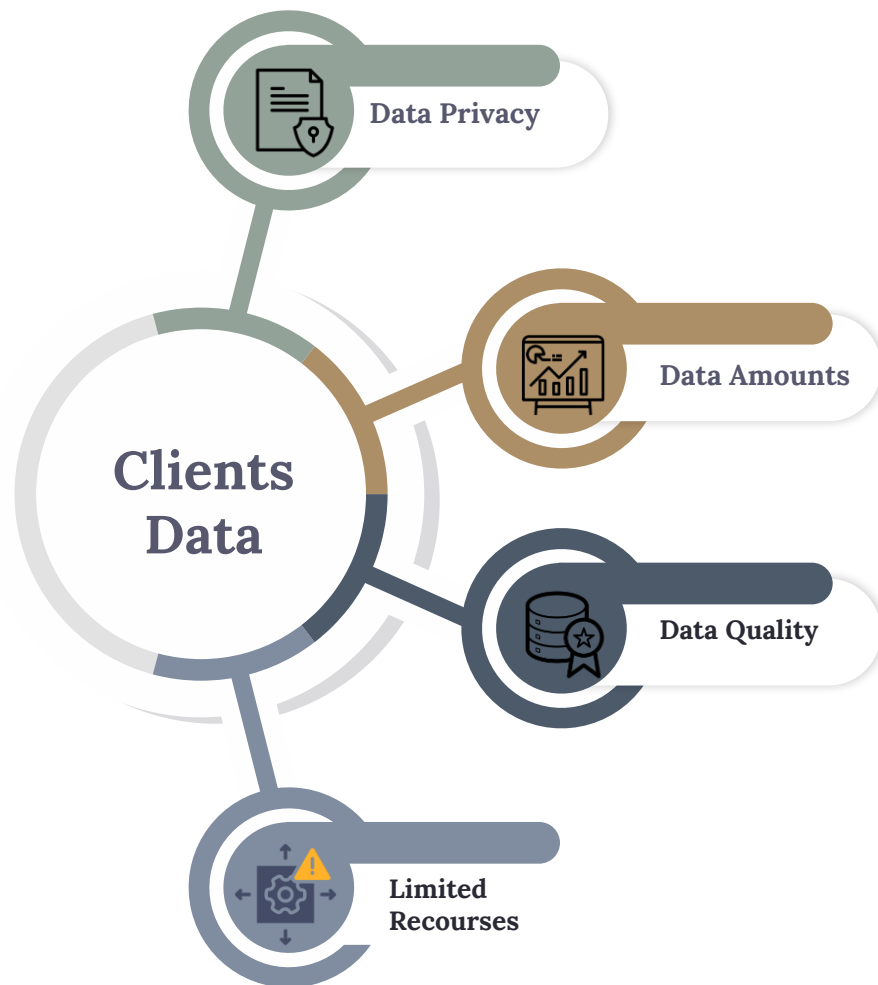 Data Privacy
Data Amounts
Clients
Data
Data Quality
Limited
Recourses